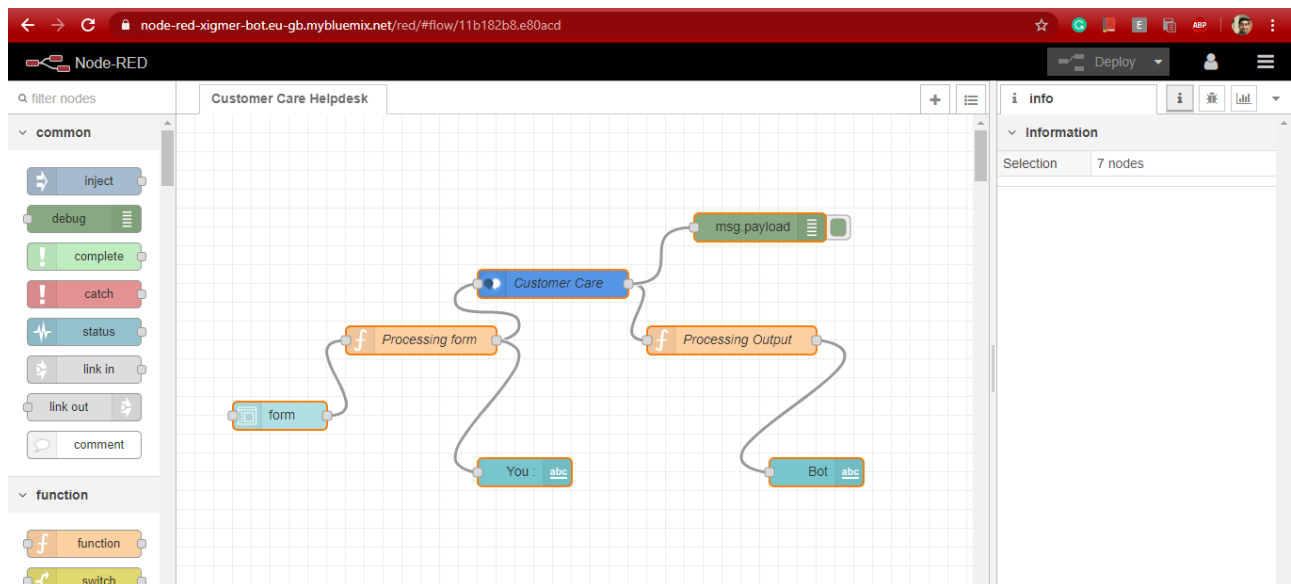 node-red-xigmer-bot.eu-gb.mybluemix.net/red/#flow/11b182b8.e80acd
E
ABP
Node-RED
Deploy
filter nodes
Customer Care Helpdesk
i info
i
common
Information
Selection 7 nodes
inject
debug
complete
catch
status
link in
link out
comment
function
function
switch
msg.payload
Customer Care
Processing form
Processing Output
form
You :
abc
Bot
abc